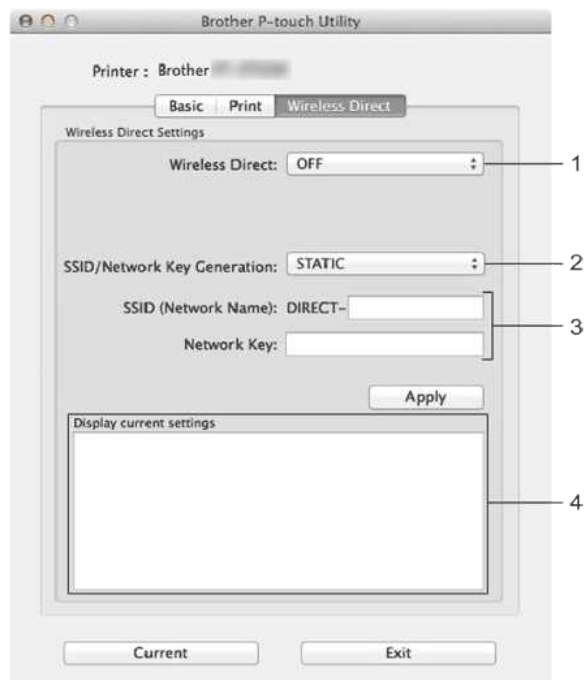 Brother P-touch Utility
Printer : Brother
Basic Print Wireless Direct
Wireless Direct Settings
Wireless Direct: OFF 1
SSID/Network Key Generation: STATIC 2
SSID (Network Name): DIRECT-
3
Network Key:
Apply
Display current settings
4
Current Exit